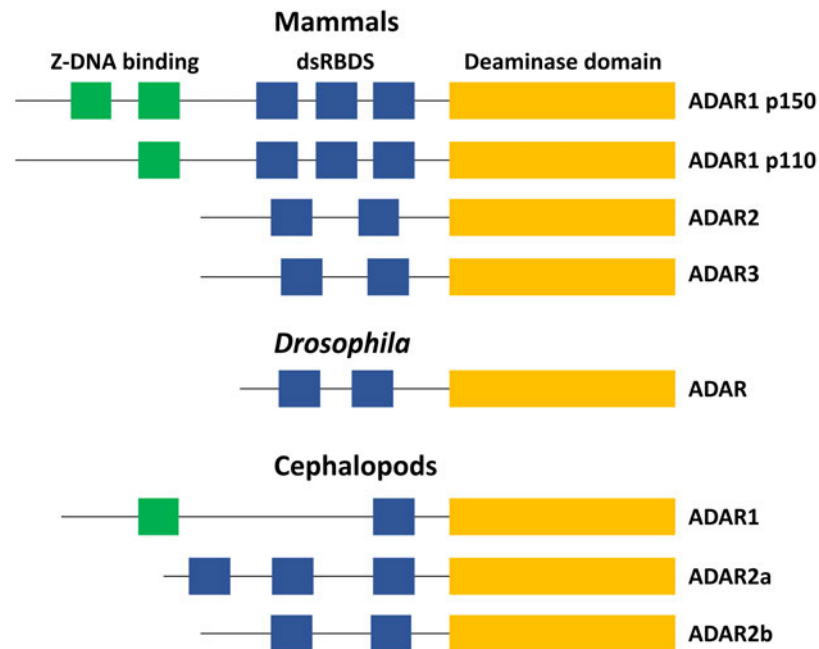 Mammals
Z-DNA binding dsRBDS Deaminase domain
ADAR1 p150
ADAR1 p110
ADAR2
ADAR3
Drosophila
ADAR
Cephalopods
ADAR1
ADAR2a
ADAR2b